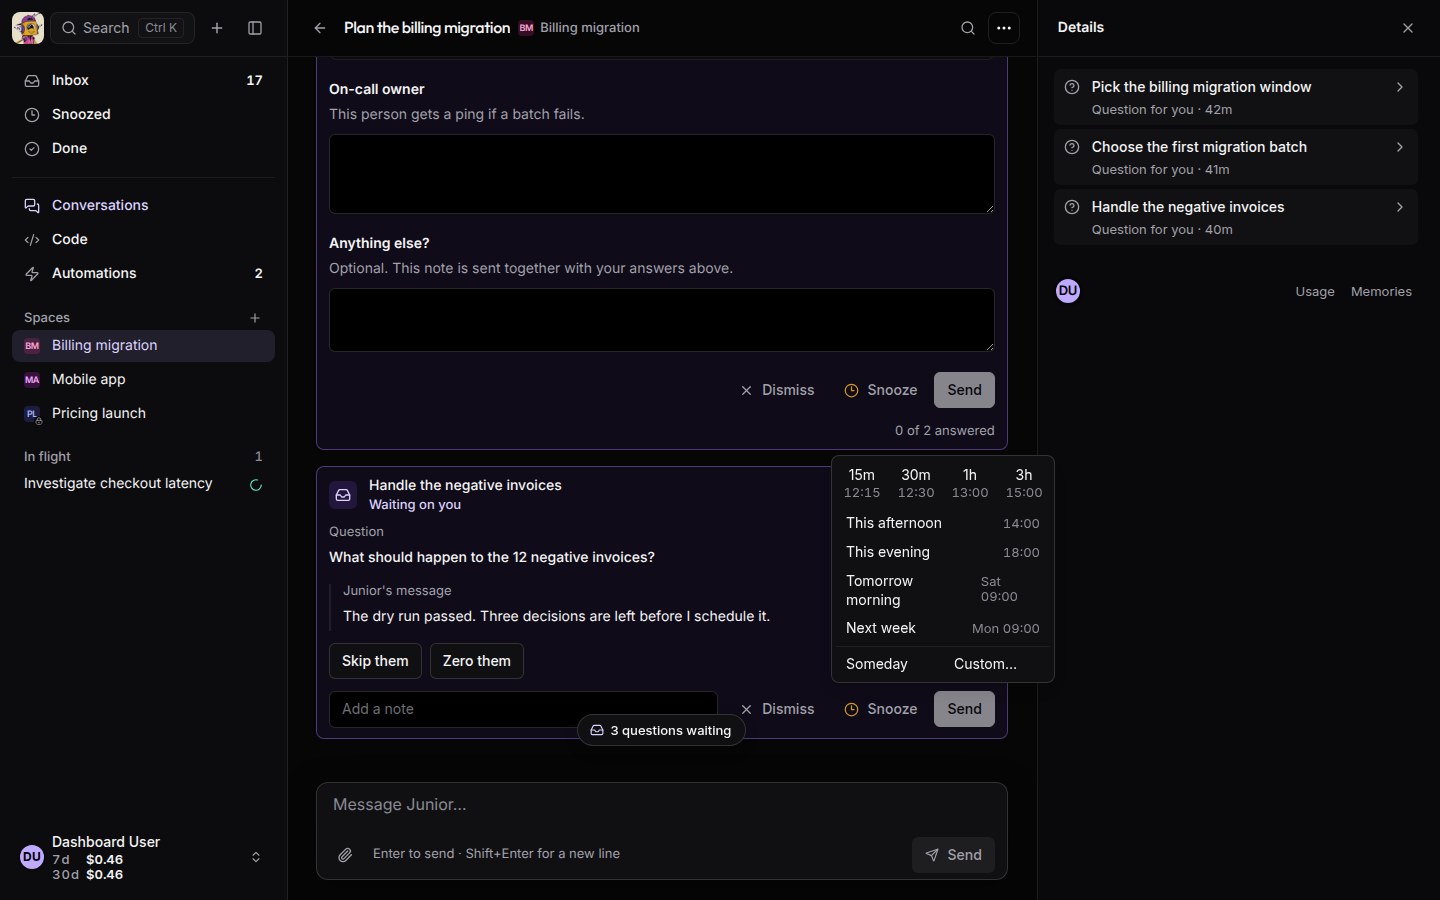 Search
Ctrl K
Inbox
17
Snoozed
Done
Conversations
Code
Automations
2
Spaces
BM Billing migration
MA Mobile app
PL Pricing launch
In flight
1
Investigate checkout latency
DU
Dashboard User
7d $0.46
30d $0.46
Plan the billing migration
BM Billing migration
On-call owner
This person gets a ping if a batch fails.
Anything else?
Optional. This note is sent together with your answers above.
Dismiss
Snooze
Send
0 of 2 answered
Handle the negative invoices
Waiting on you
Question
What should happen to the 12 negative invoices?
Junior's message
The dry run passed. Three decisions are left before I schedule it.
Skip them
Zero them
Add a note
Dismiss
Snooze
Send
3 questions waiting
15m 30m 1h 3h
12:15 12:30 13:00 15:00
This afternoon 14:00
This evening 18:00
Tomorrow morning
Sat 09:00
Next week Mon 09:00
Someday
Custom...
Message Junior...
Enter to send · Shift+Enter for a new line
Send
Details
Pick the billing migration window
Question for you · 42m
Choose the first migration batch
Question for you · 41m
Handle the negative invoices
Question for you · 40m
DU
Usage
Memories